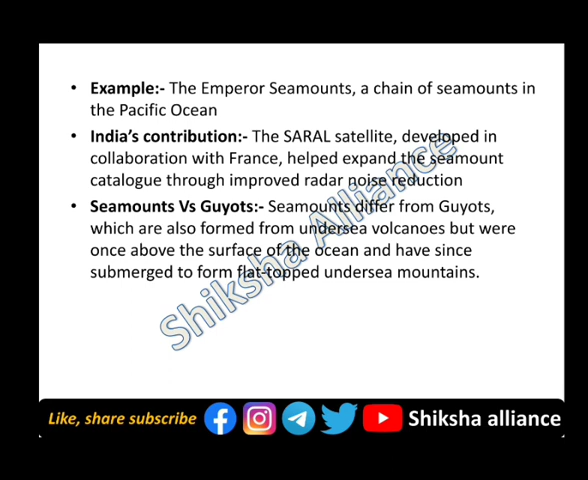 • Example:- The Emperor Seamounts, a chain of seamounts in
the Pacific Ocean
• India's contribution:- The SARAL satellite, developed in
collaboration with France, helped expand the seamount
catalogue through improved radar noise reduction
• Seamounts Vs Guyots:- Seamounts differ from Guyots,
which are also formed from undersea volcanoes but were
once above the surface of the ocean and have since
submerged to form flat-topped undersea mountains.
Shiksha Alliance
Like, share subscribe Shiksha alliance